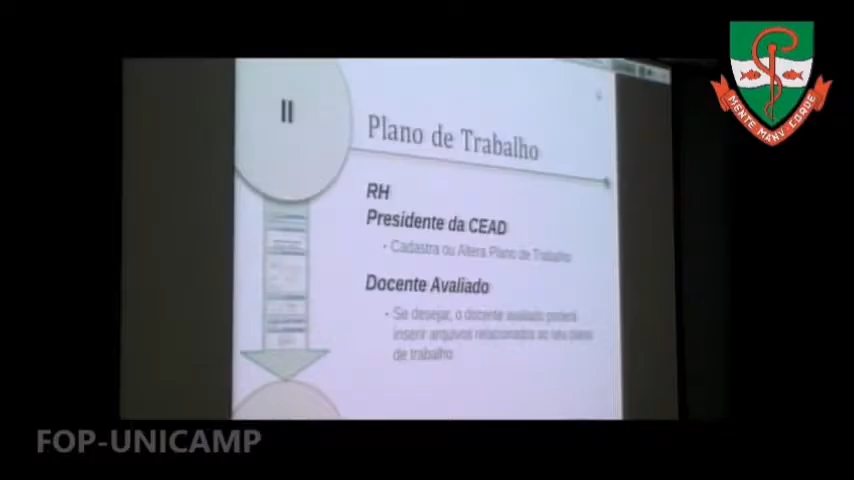 II
Plano de Trabalho
RH
Presidente da CEAD
- Cadastra ou Altera Plano de Trabalho
Docente Avaliado
- Se desejar, o docente avaliado poderá
inserir arquivos relacionados ao seu plano
de trabalho
MENTE MANV CORDE
FOP-UNICAMP